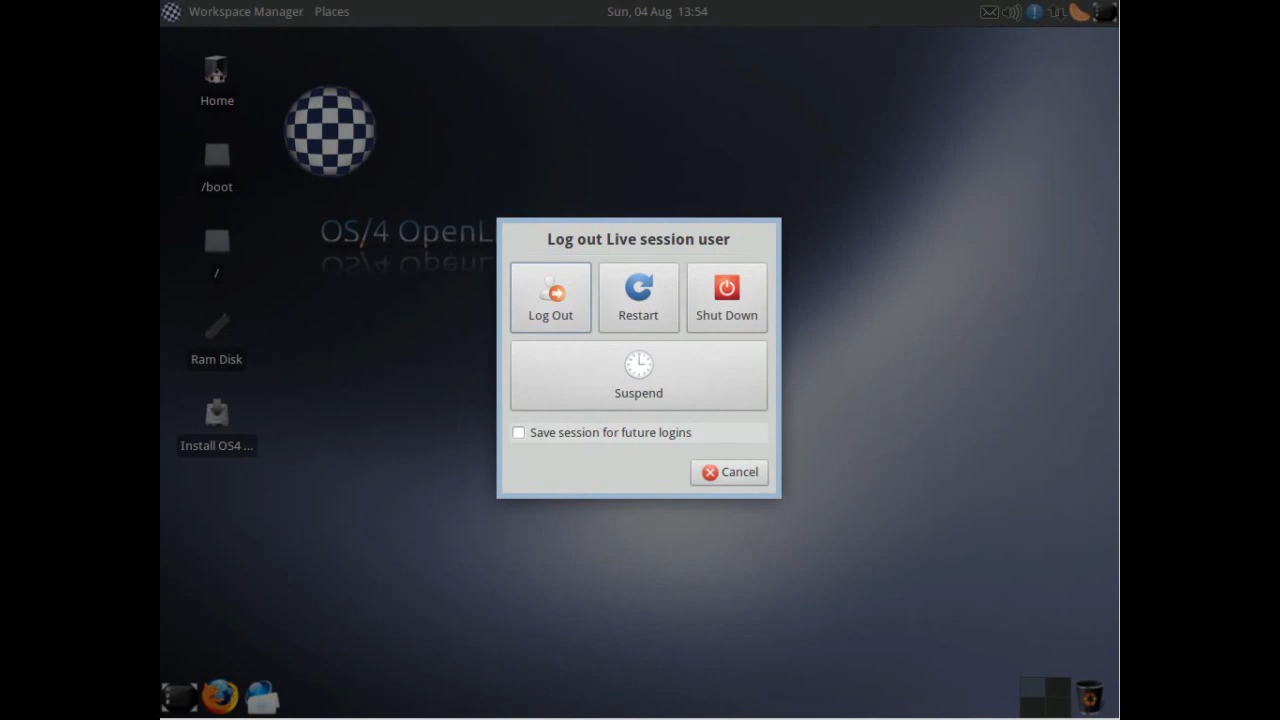 Workspace Manager Places Sun, 04 Aug 13:54
Home
/boot
/
Ram Disk
Install OS4 ...
OS/4 OpenL
Log out Live session user
Log Out Restart Shut Down
Suspend
Save session for future logins
Cancel